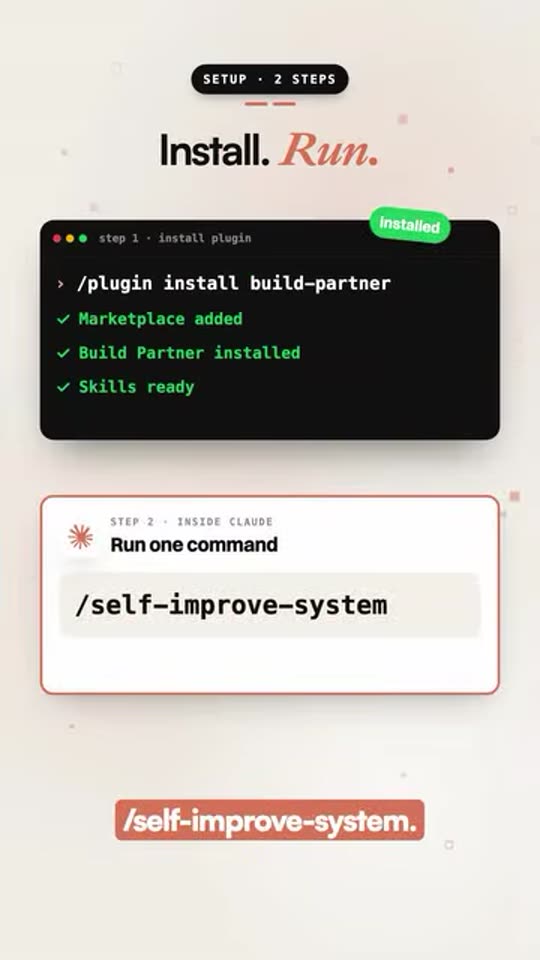 SETUP · 2 STEPS
Install. Run.
installed
step 1 · install plugin
› /plugin install build-partner
✓ Marketplace added
✓ Build Partner installed
✓ Skills ready
STEP 2 · INSIDE CLAUDE
Run one command
/self-improve-system
/self-improve-system.